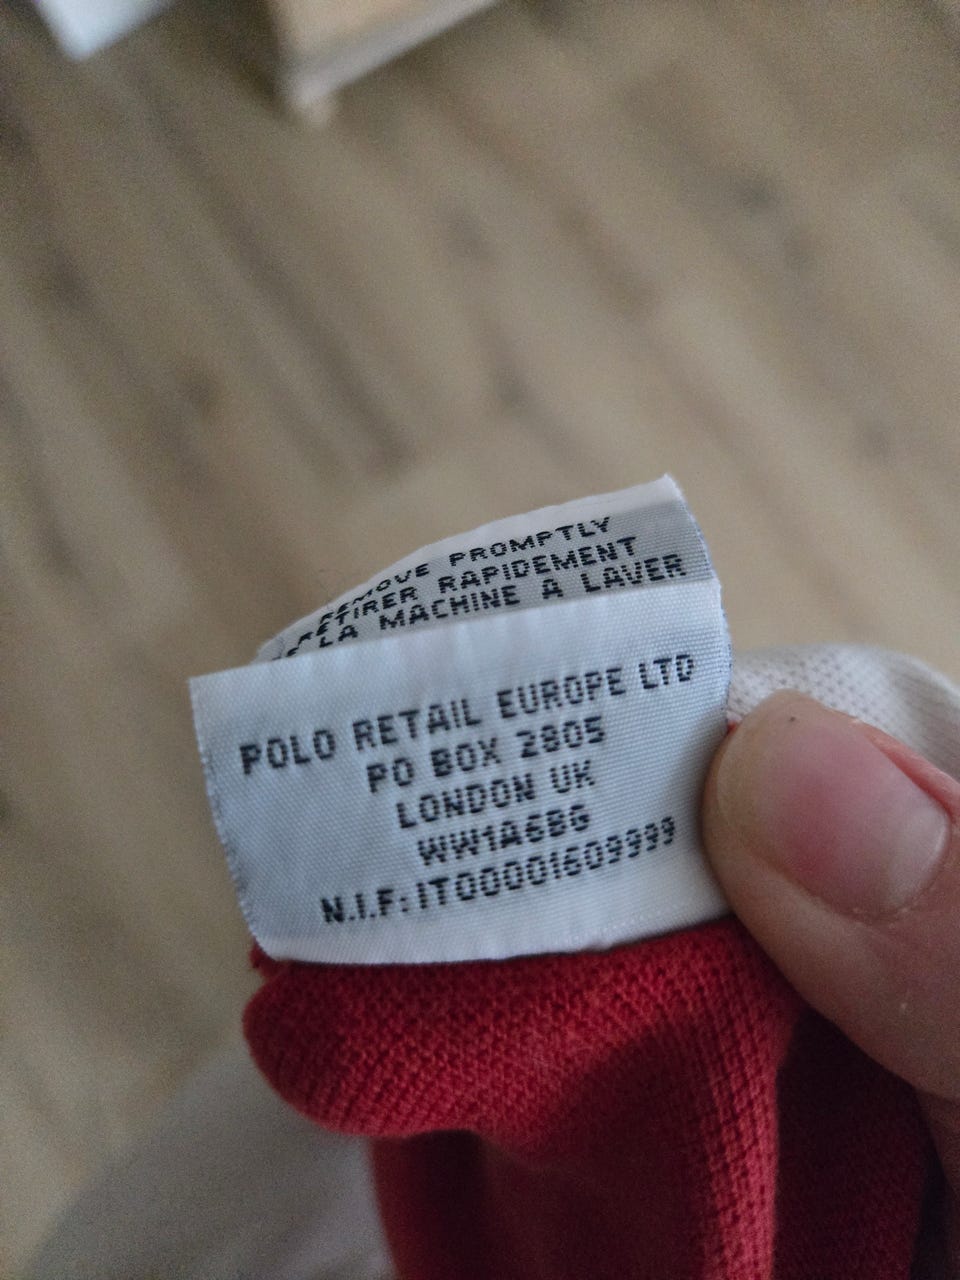 REMOVE PROMPTLY
RETIRER RAPIDEMENT
LA MACHINE A LAVER
POLO RETAIL EUROPE LTD
PO BOX 2805
LONDON UK
WW1A6BG
N.I.F: IT00001609999